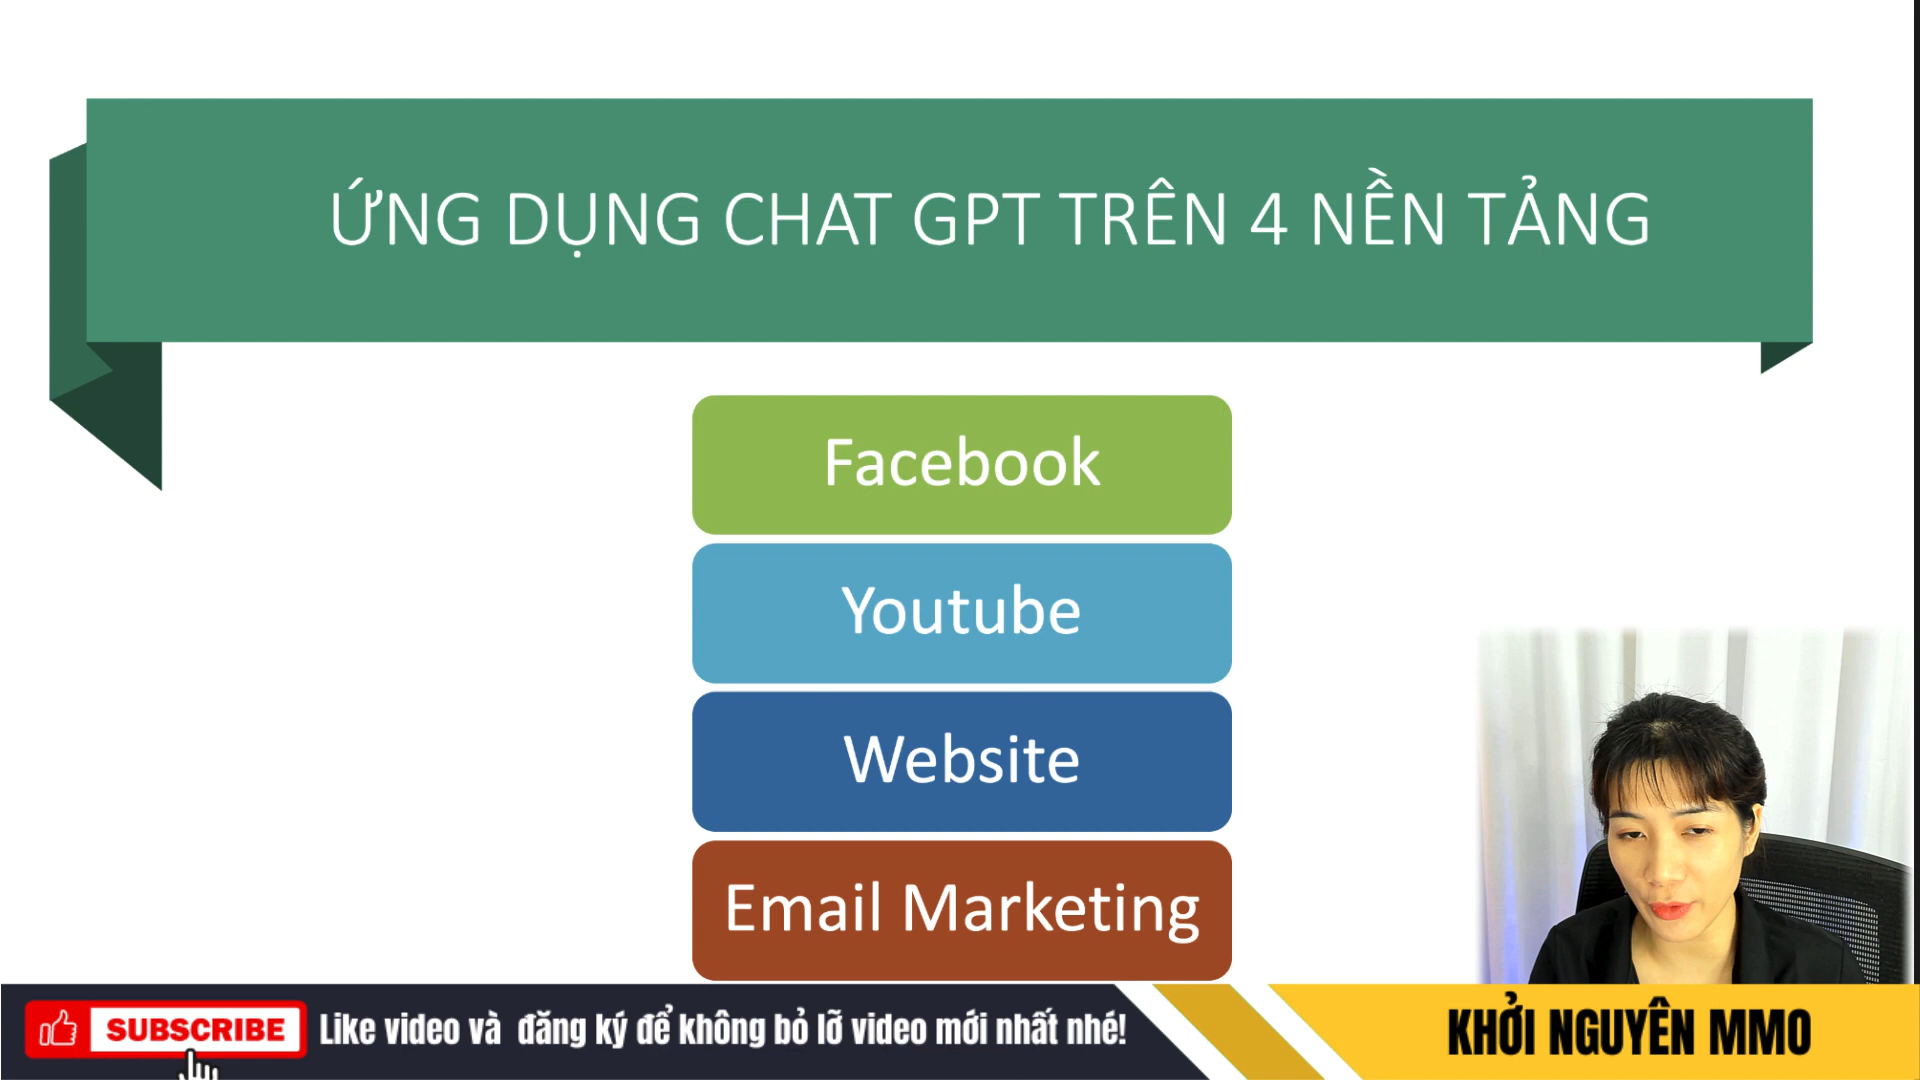 ỨNG DỤNG CHAT GPT TRÊN 4 NỀN TẢNG
Facebook
Youtube
Website
Email Marketing
SUBSCRIBE
Like video và đăng ký để không bỏ lỡ video mới nhất nhé!
KHỞI NGUYÊN MMO